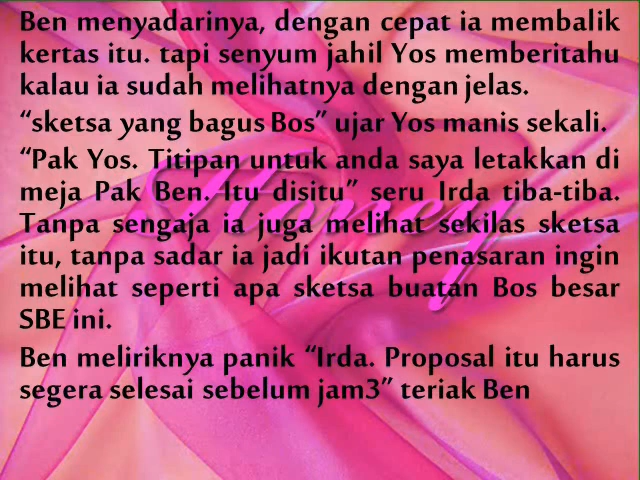 Ben menyadarinya, dengan cepat ia membalik
kertas itu. tapi senyum jahil Yos memberitahu
kalau ia sudah melihatnya dengan jelas.
“sketsa yang bagus Bos” ujar Yos manis sekali.
“Pak Yos. Titipan untuk anda saya letakkan di
meja Pak Ben. Itu disitu” seru Irda tiba-tiba.
Tanpa sengaja ia juga melihat sekilas sketsa
itu, tanpa sadar ia jadi ikutan penasaran ingin
melihat seperti apa sketsa buatan Bos besar
SBE ini.
Ben meliriknya panik “Irda. Proposal itu harus
segera selesai sebelum jam3” teriak Ben